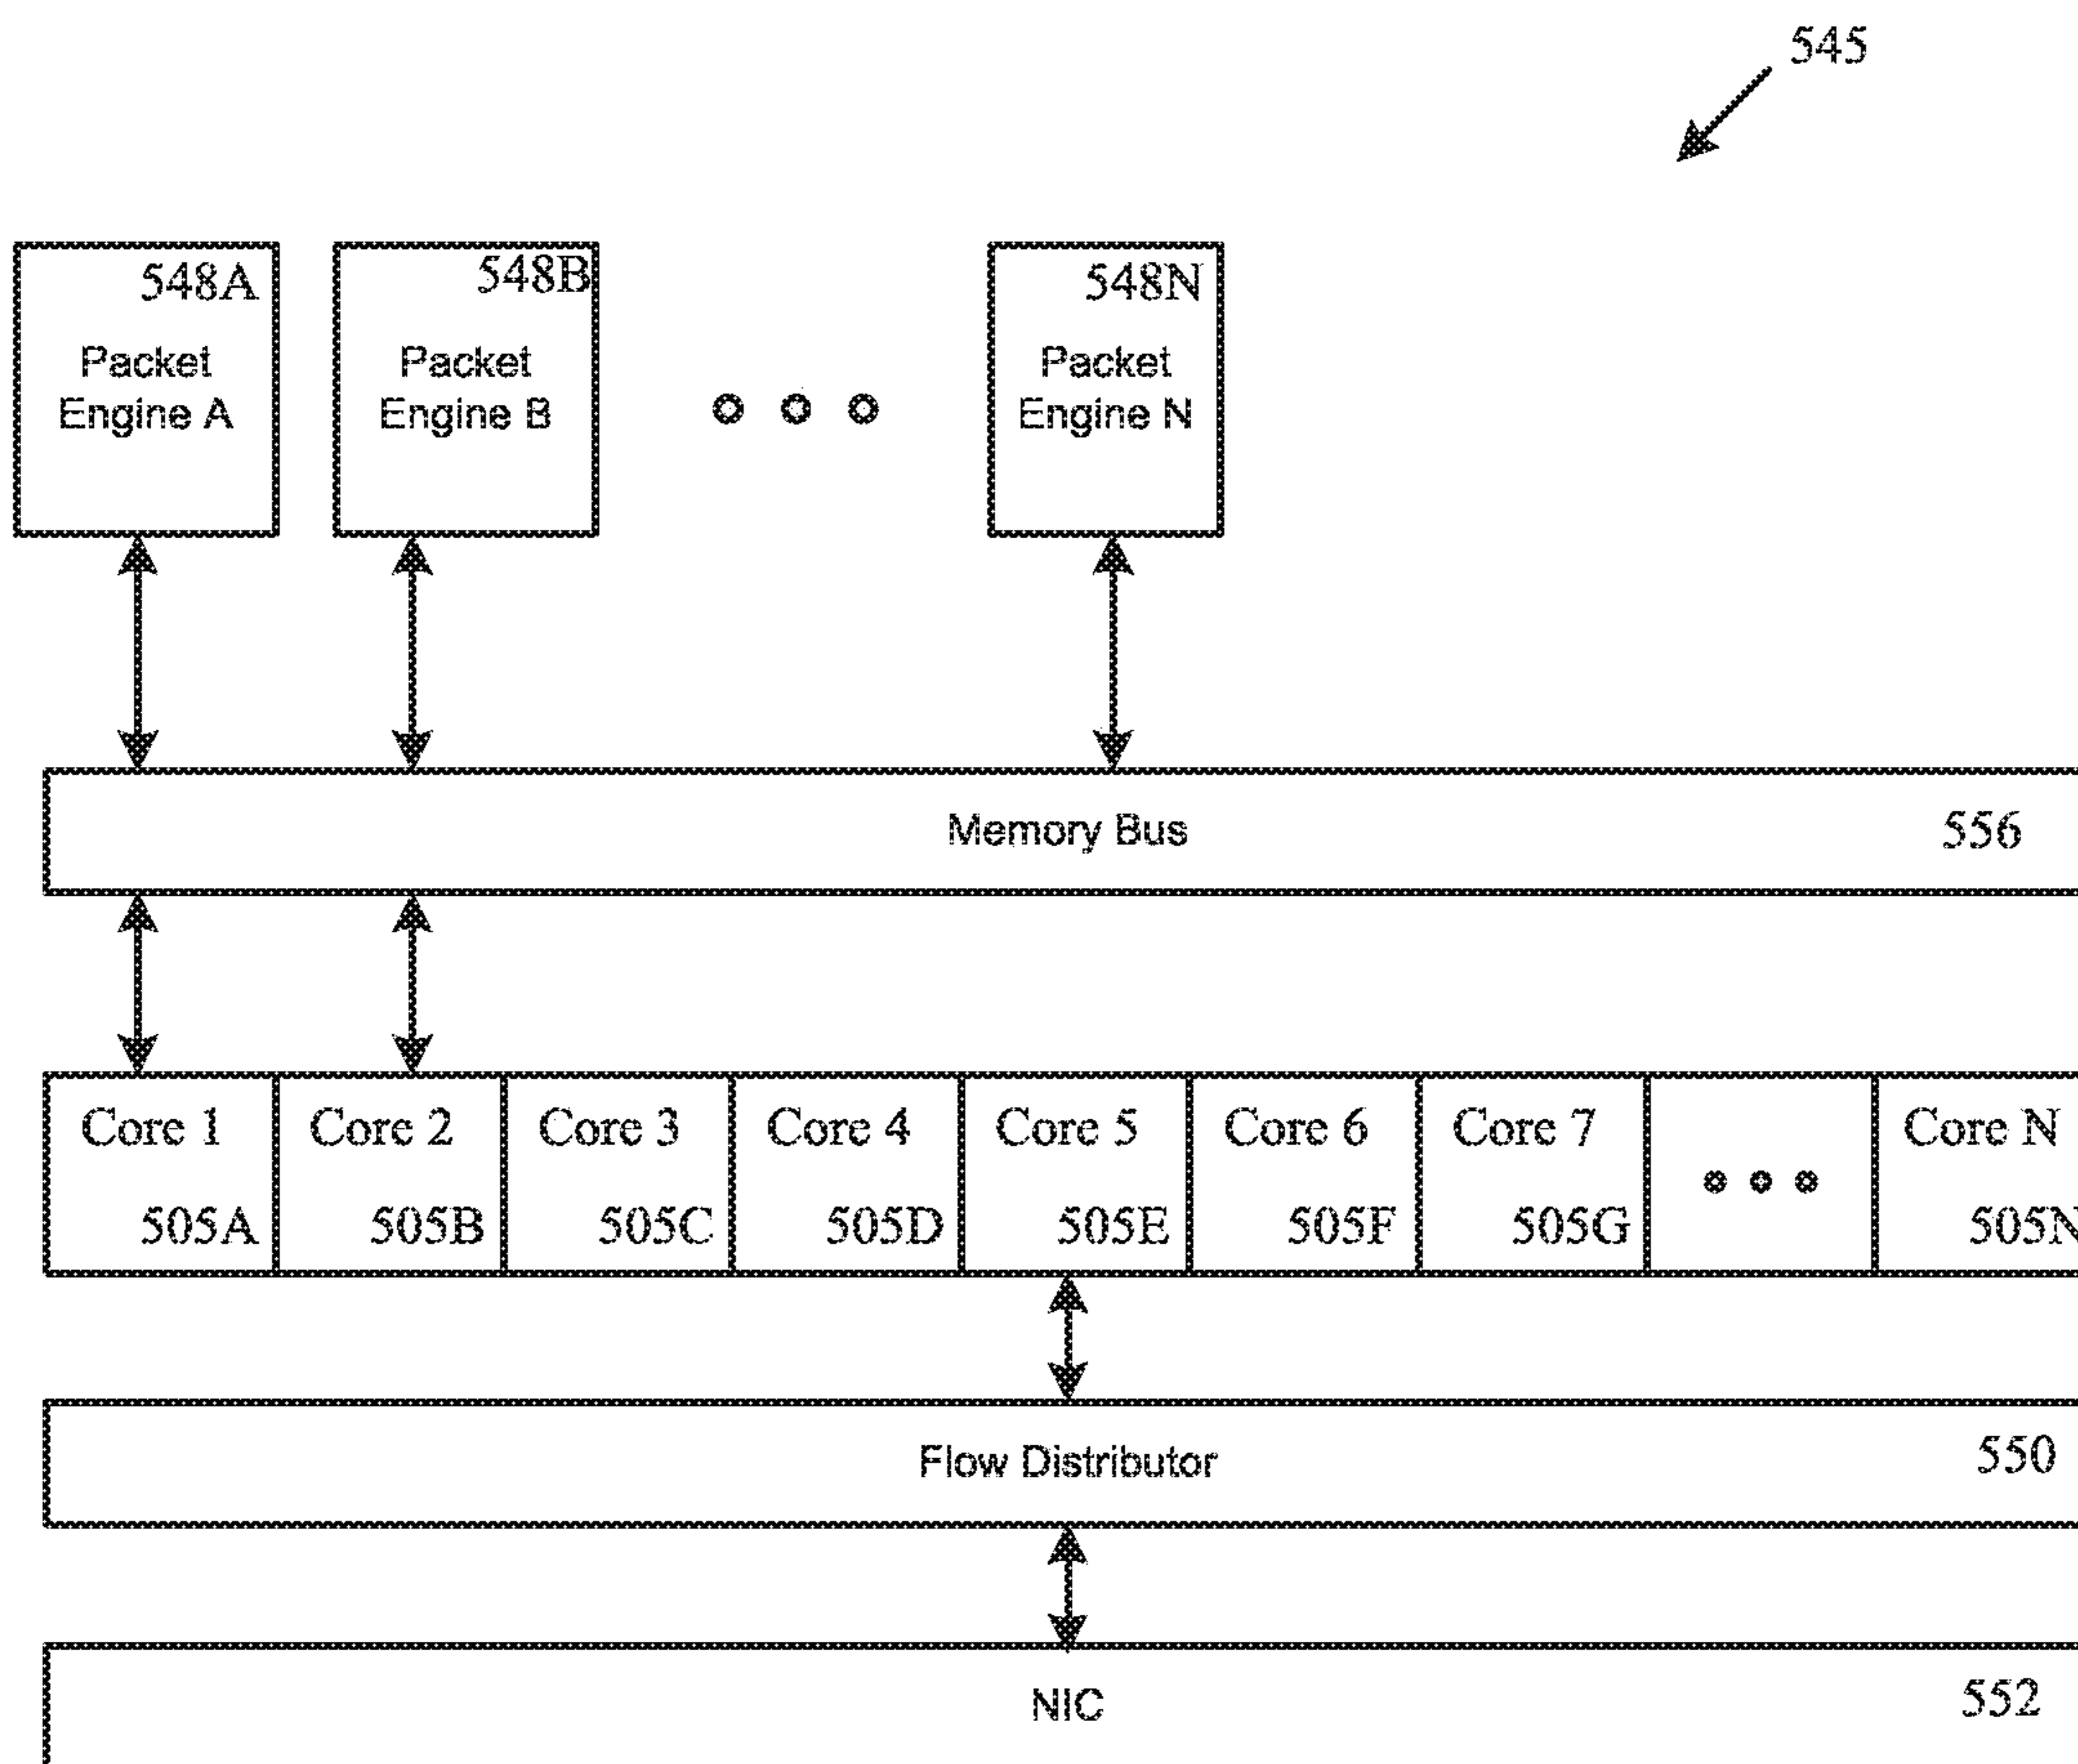 545
548A
Packet
Engine A
548B
Packet
Engine B
548N
Packet
Engine N
Memory Bus 556
Core 1 Core 2 Core 3 Core 4 Core 5 Core 6 Core 7 Core N
505A 505B 505C 505D 505E 505F 505G 505N
Flow Distributor 550
NIC 552